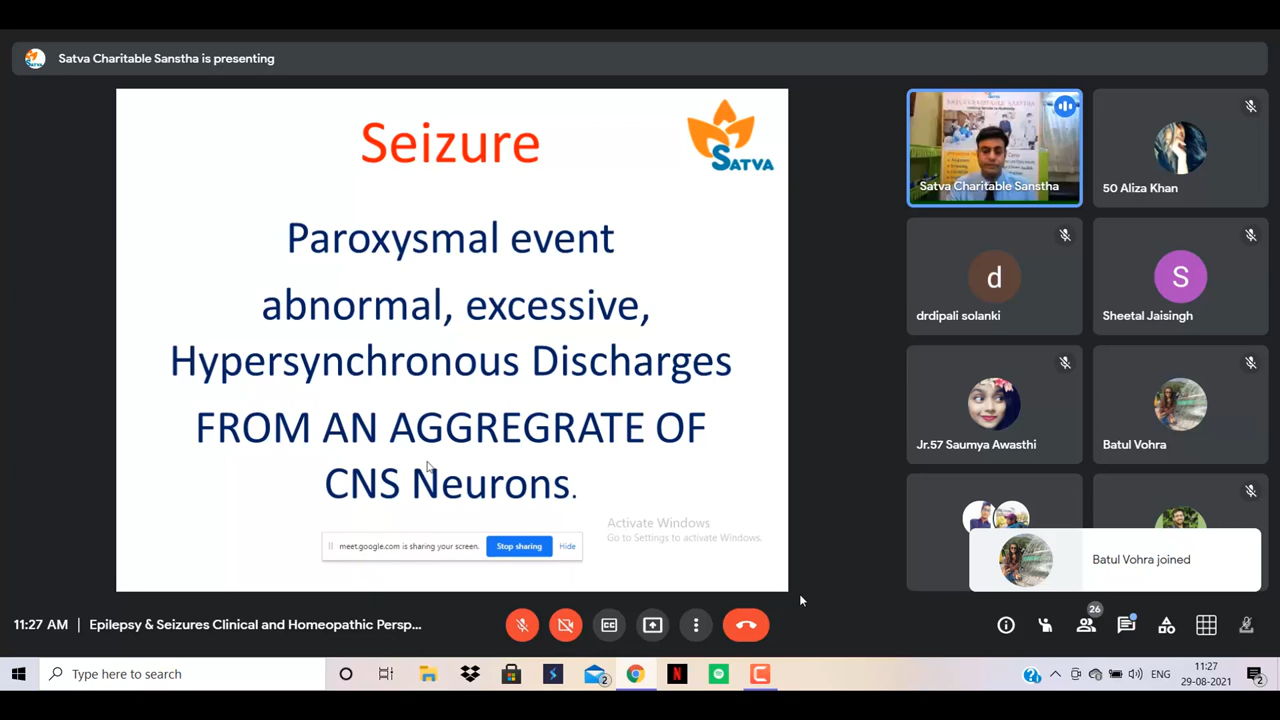 Satva Charitable Sanstha is presenting
Seizure
SATVA
Paroxysmal event
abnormal, excessive,
Hypersynchronous Discharges
FROM AN AGGREGRATE OF
CNS Neurons.
Activate Windows
Go to Settings to activate Windows.
meet.google.com is sharing your screen.
Stop sharing
Hide
Satva Charitable Sanstha
50 Aliza Khan
d
drdipali solanki
S
Sheetal Jaisingh
Jr.57 Saumya Awasthi
Batul Vohra
Batul Vohra joined
11:27 AM | Epilepsy & Seizures Clinical and Homeopathic Persp...
26
Type here to search
2
ENG
11:27
29-08-2021
2